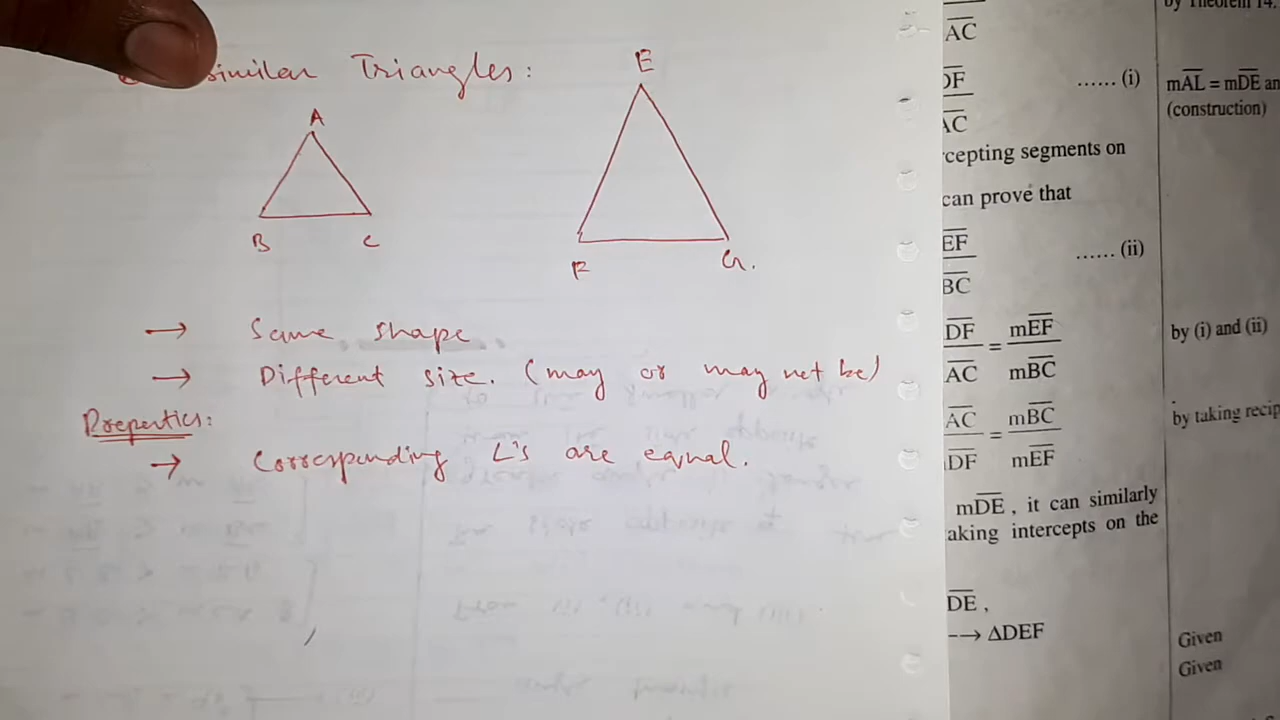 similar Triangles:
A
B C
E
F G.
→ Same shape.
→ Different size. (may or may not be)
Properties:
→ Corresponding L's are equal.
by Theorem 14.
AC
DF ...... (i) mAL = mDE an
AC (construction)
cepting segments on
can prove that
EF ...... (ii)
BC
DF = mEF by (i) and (ii)
AC mBC
AC = mBC by taking recip
DF mEF
mDE, it can similarly
aking intercepts on the
DE,
--→ ΔDEF Given
Given